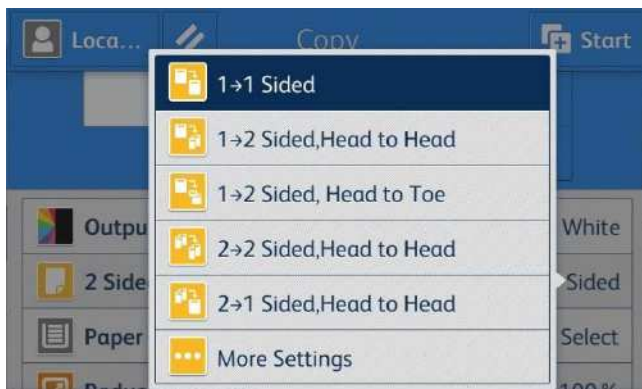 Loca...
Copy
Start
1→1 Sided
1→2 Sided,Head to Head
1→2 Sided, Head to Toe
Outpu
White
2→2 Sided,Head to Head
2 Side
Sided
2→1 Sided,Head to Head
Paper
Select
More Settings
100%